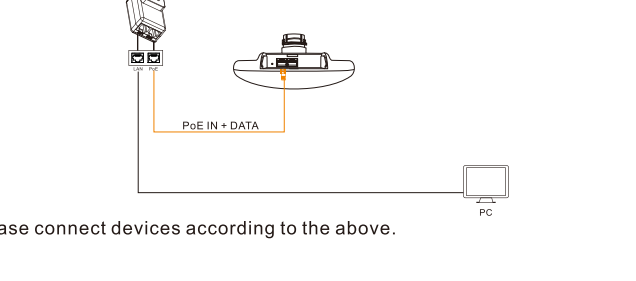 LAN PoE
PoE IN + DATA
PC
ase connect devices according to the above.